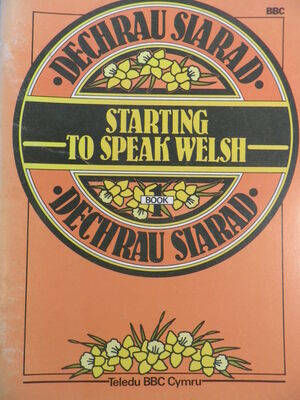 BBC
DECHRAU SIARAD
STARTING
TO SPEAK WELSH
1
BOOK
DECHRAU SIARAD
Teledu BBC Cymru